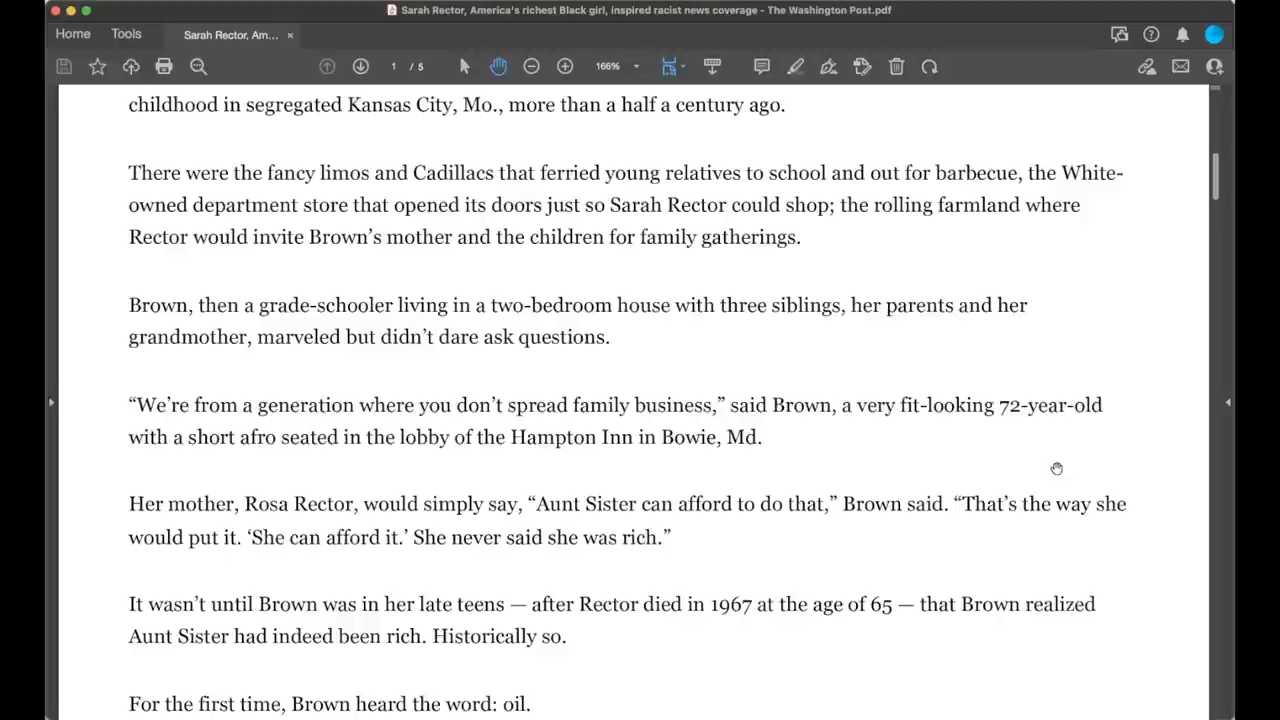 Sarah Rector, America's richest Black girl, inspired racist news coverage - The Washington Post.pdf
Home Tools Sarah Rector, Am... ×
1 / 5 166%
childhood in segregated Kansas City, Mo., more than a half a century ago.
There were the fancy limos and Cadillacs that ferried young relatives to school and out for barbecue, the White-
owned department store that opened its doors just so Sarah Rector could shop; the rolling farmland where
Rector would invite Brown’s mother and the children for family gatherings.
Brown, then a grade-schooler living in a two-bedroom house with three siblings, her parents and her
grandmother, marveled but didn’t dare ask questions.
“We’re from a generation where you don’t spread family business,” said Brown, a very fit-looking 72-year-old
with a short afro seated in the lobby of the Hampton Inn in Bowie, Md.
Her mother, Rosa Rector, would simply say, “Aunt Sister can afford to do that,” Brown said. “That’s the way she
would put it. ‘She can afford it.’ She never said she was rich.”
It wasn’t until Brown was in her late teens — after Rector died in 1967 at the age of 65 — that Brown realized
Aunt Sister had indeed been rich. Historically so.
For the first time, Brown heard the word: oil.